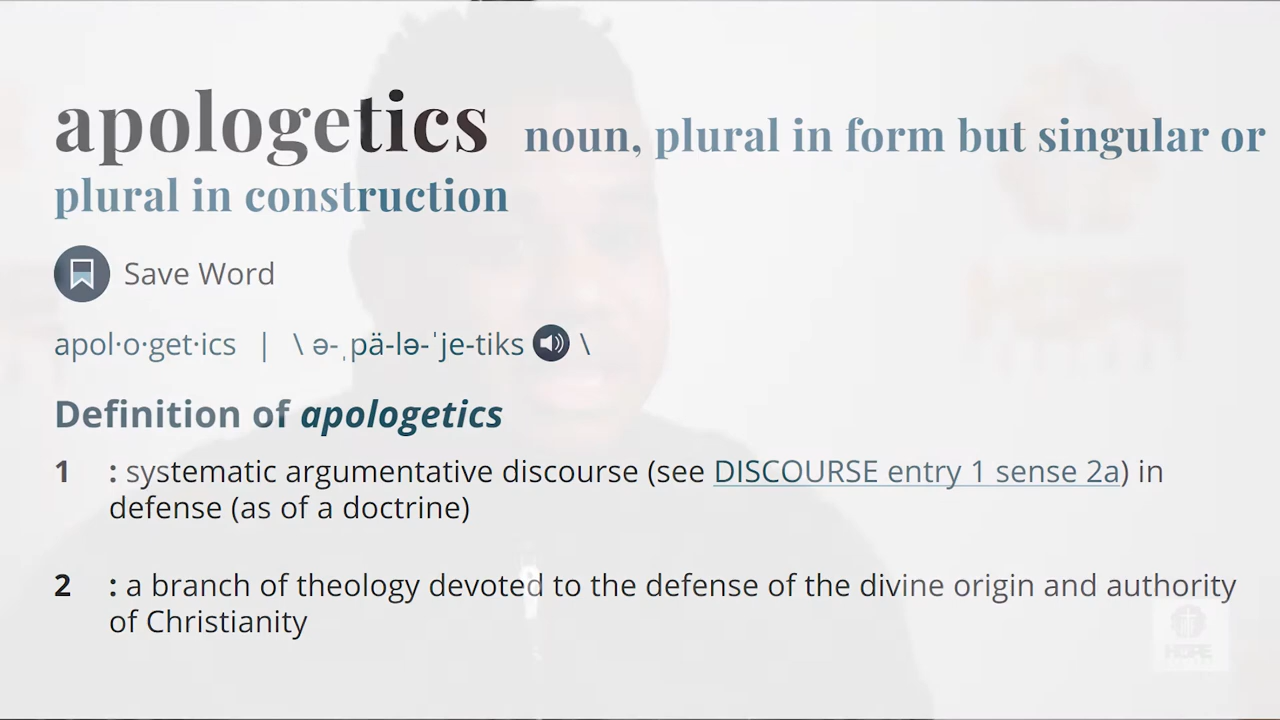 apologetics noun, plural in form but singular or
plural in construction
Save Word
apol·o·get·ics | \ ə-ˌpä-lə-ˈje-tiks \
Definition of apologetics
1 : systematic argumentative discourse (see DISCOURSE entry 1 sense 2a) in
defense (as of a doctrine)
2 : a branch of theology devoted to the defense of the divine origin and authority
of Christianity
HOPE